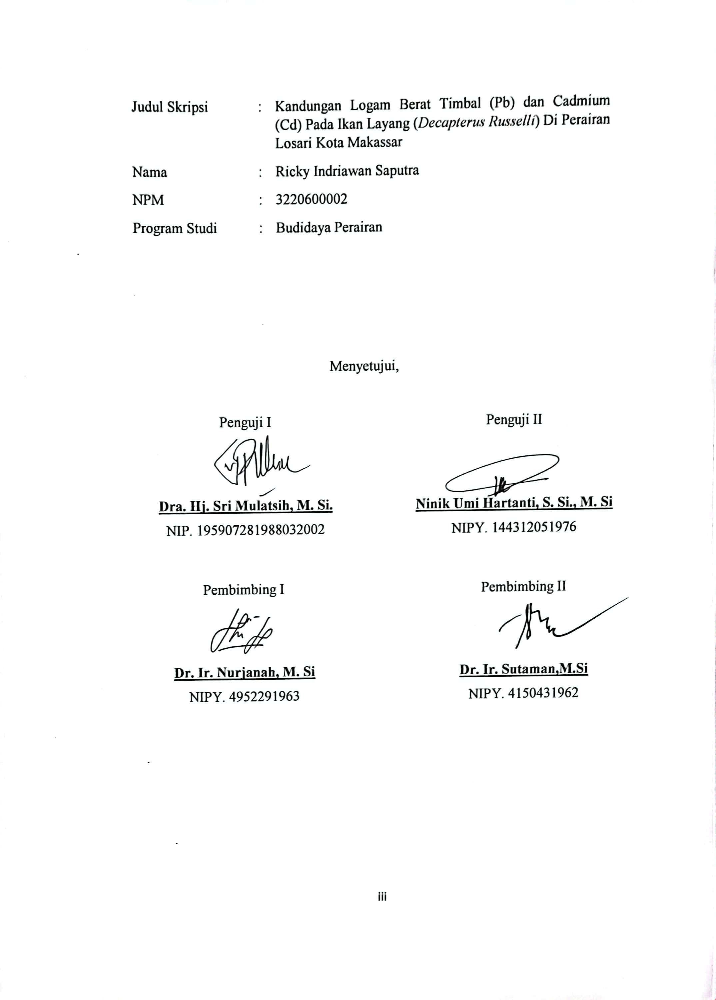 Judul Skripsi : Kandungan Logam Berat Timbal (Pb) dan Cadmium
(Cd) Pada Ikan Layang (Decapterus Russelli) Di Perairan
Losari Kota Makassar
Nama : Ricky Indriawan Saputra
NPM : 3220600002
Program Studi : Budidaya Perairan
Menyetujui,
Penguji I
Dra. Hj. Sri Mulatsih, M. Si.
NIP. 195907281988032002
Penguji II
Ninik Umi Hartanti, S. Si., M. Si
NIPY. 144312051976
Pembimbing I
Dr. Ir. Nurjanah, M. Si
NIPY. 4952291963
Pembimbing II
Dr. Ir. Sutaman,M.Si
NIPY. 4150431962
iii